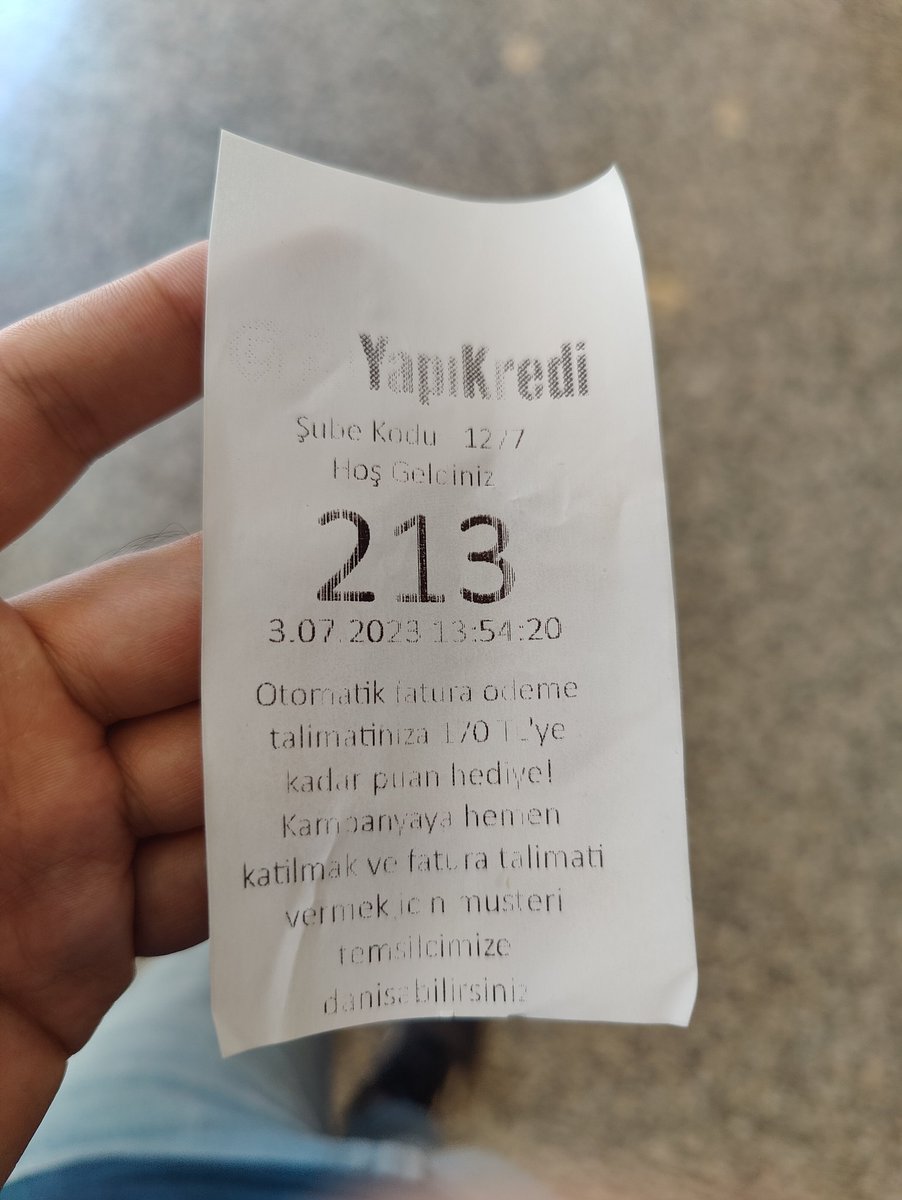 YapıKredi
Şube Kodu 1277
Hoş Geldiniz
213
3.07.2023 13:54:20
Otomatik fatura odeme
talimatiniza 170 TL'ye
kadar puan hediye!
Kampanyaya hemen
katilmak ve fatura talimati
vermek icin musteri
temsilcimize
danisabilirsiniz